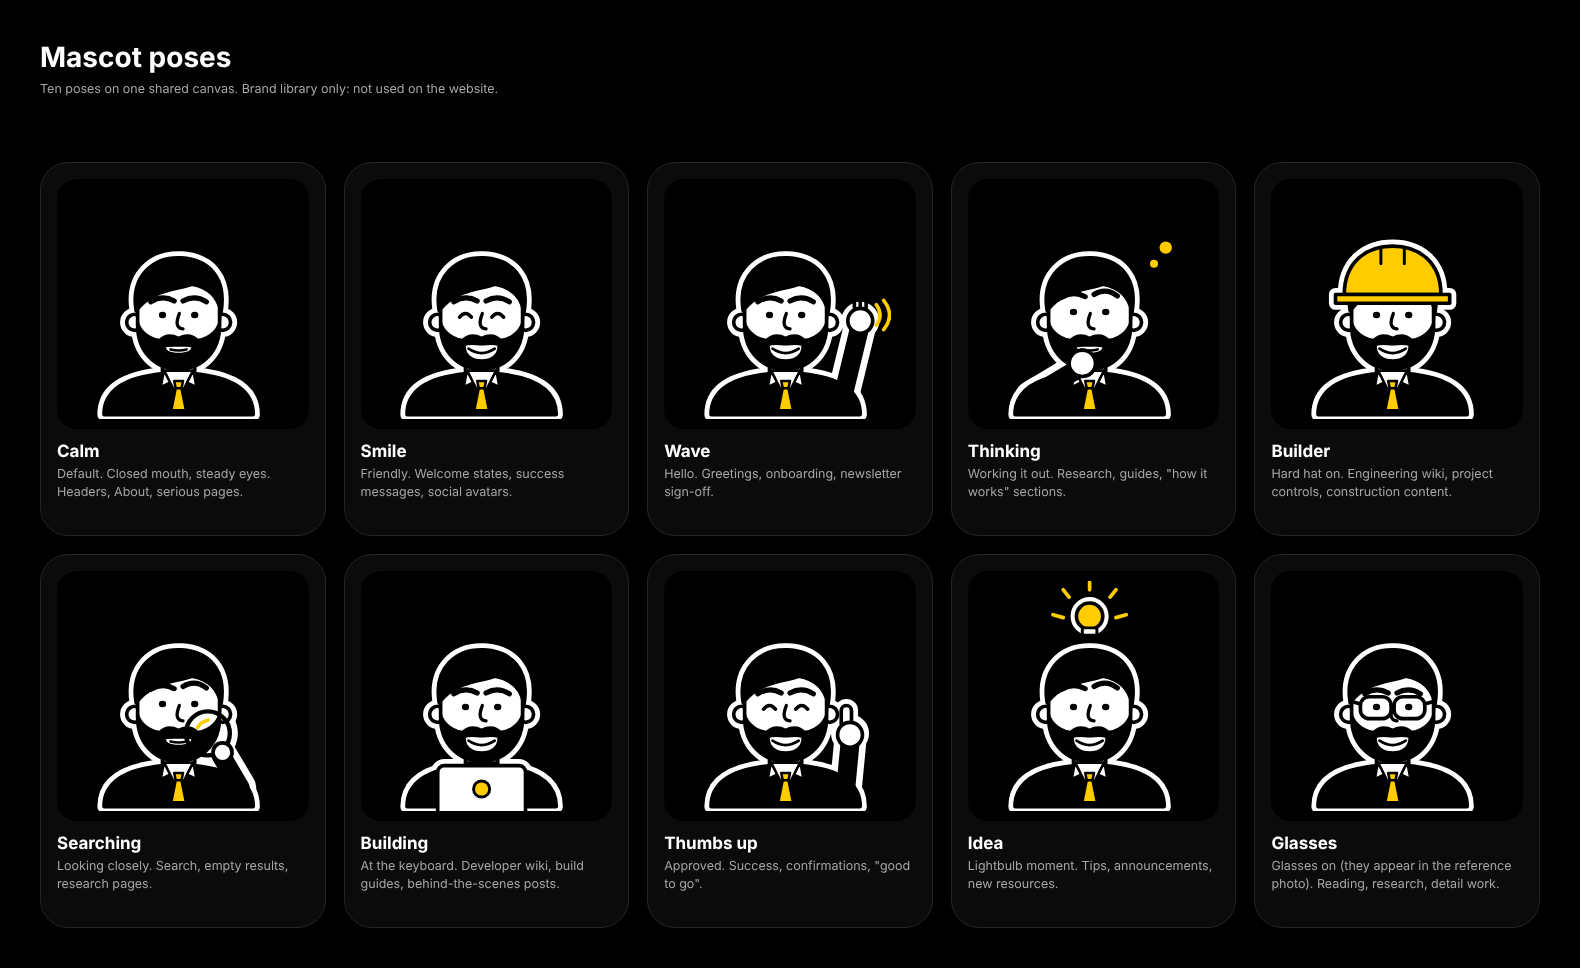 Mascot poses
Ten poses on one shared canvas. Brand library only: not used on the website.
Calm
Default. Closed mouth, steady eyes.
Headers, About, serious pages.
Smile
Friendly. Welcome states, success
messages, social avatars.
Wave
Hello. Greetings, onboarding, newsletter
sign-off.
Thinking
Working it out. Research, guides, "how it
works" sections.
Builder
Hard hat on. Engineering wiki, project
controls, construction content.
Searching
Looking closely. Search, empty results,
research pages.
Building
At the keyboard. Developer wiki, build
guides, behind-the-scenes posts.
Thumbs up
Approved. Success, confirmations, "good
to go".
Idea
Lightbulb moment. Tips, announcements,
new resources.
Glasses
Glasses on (they appear in the reference
photo). Reading, research, detail work.